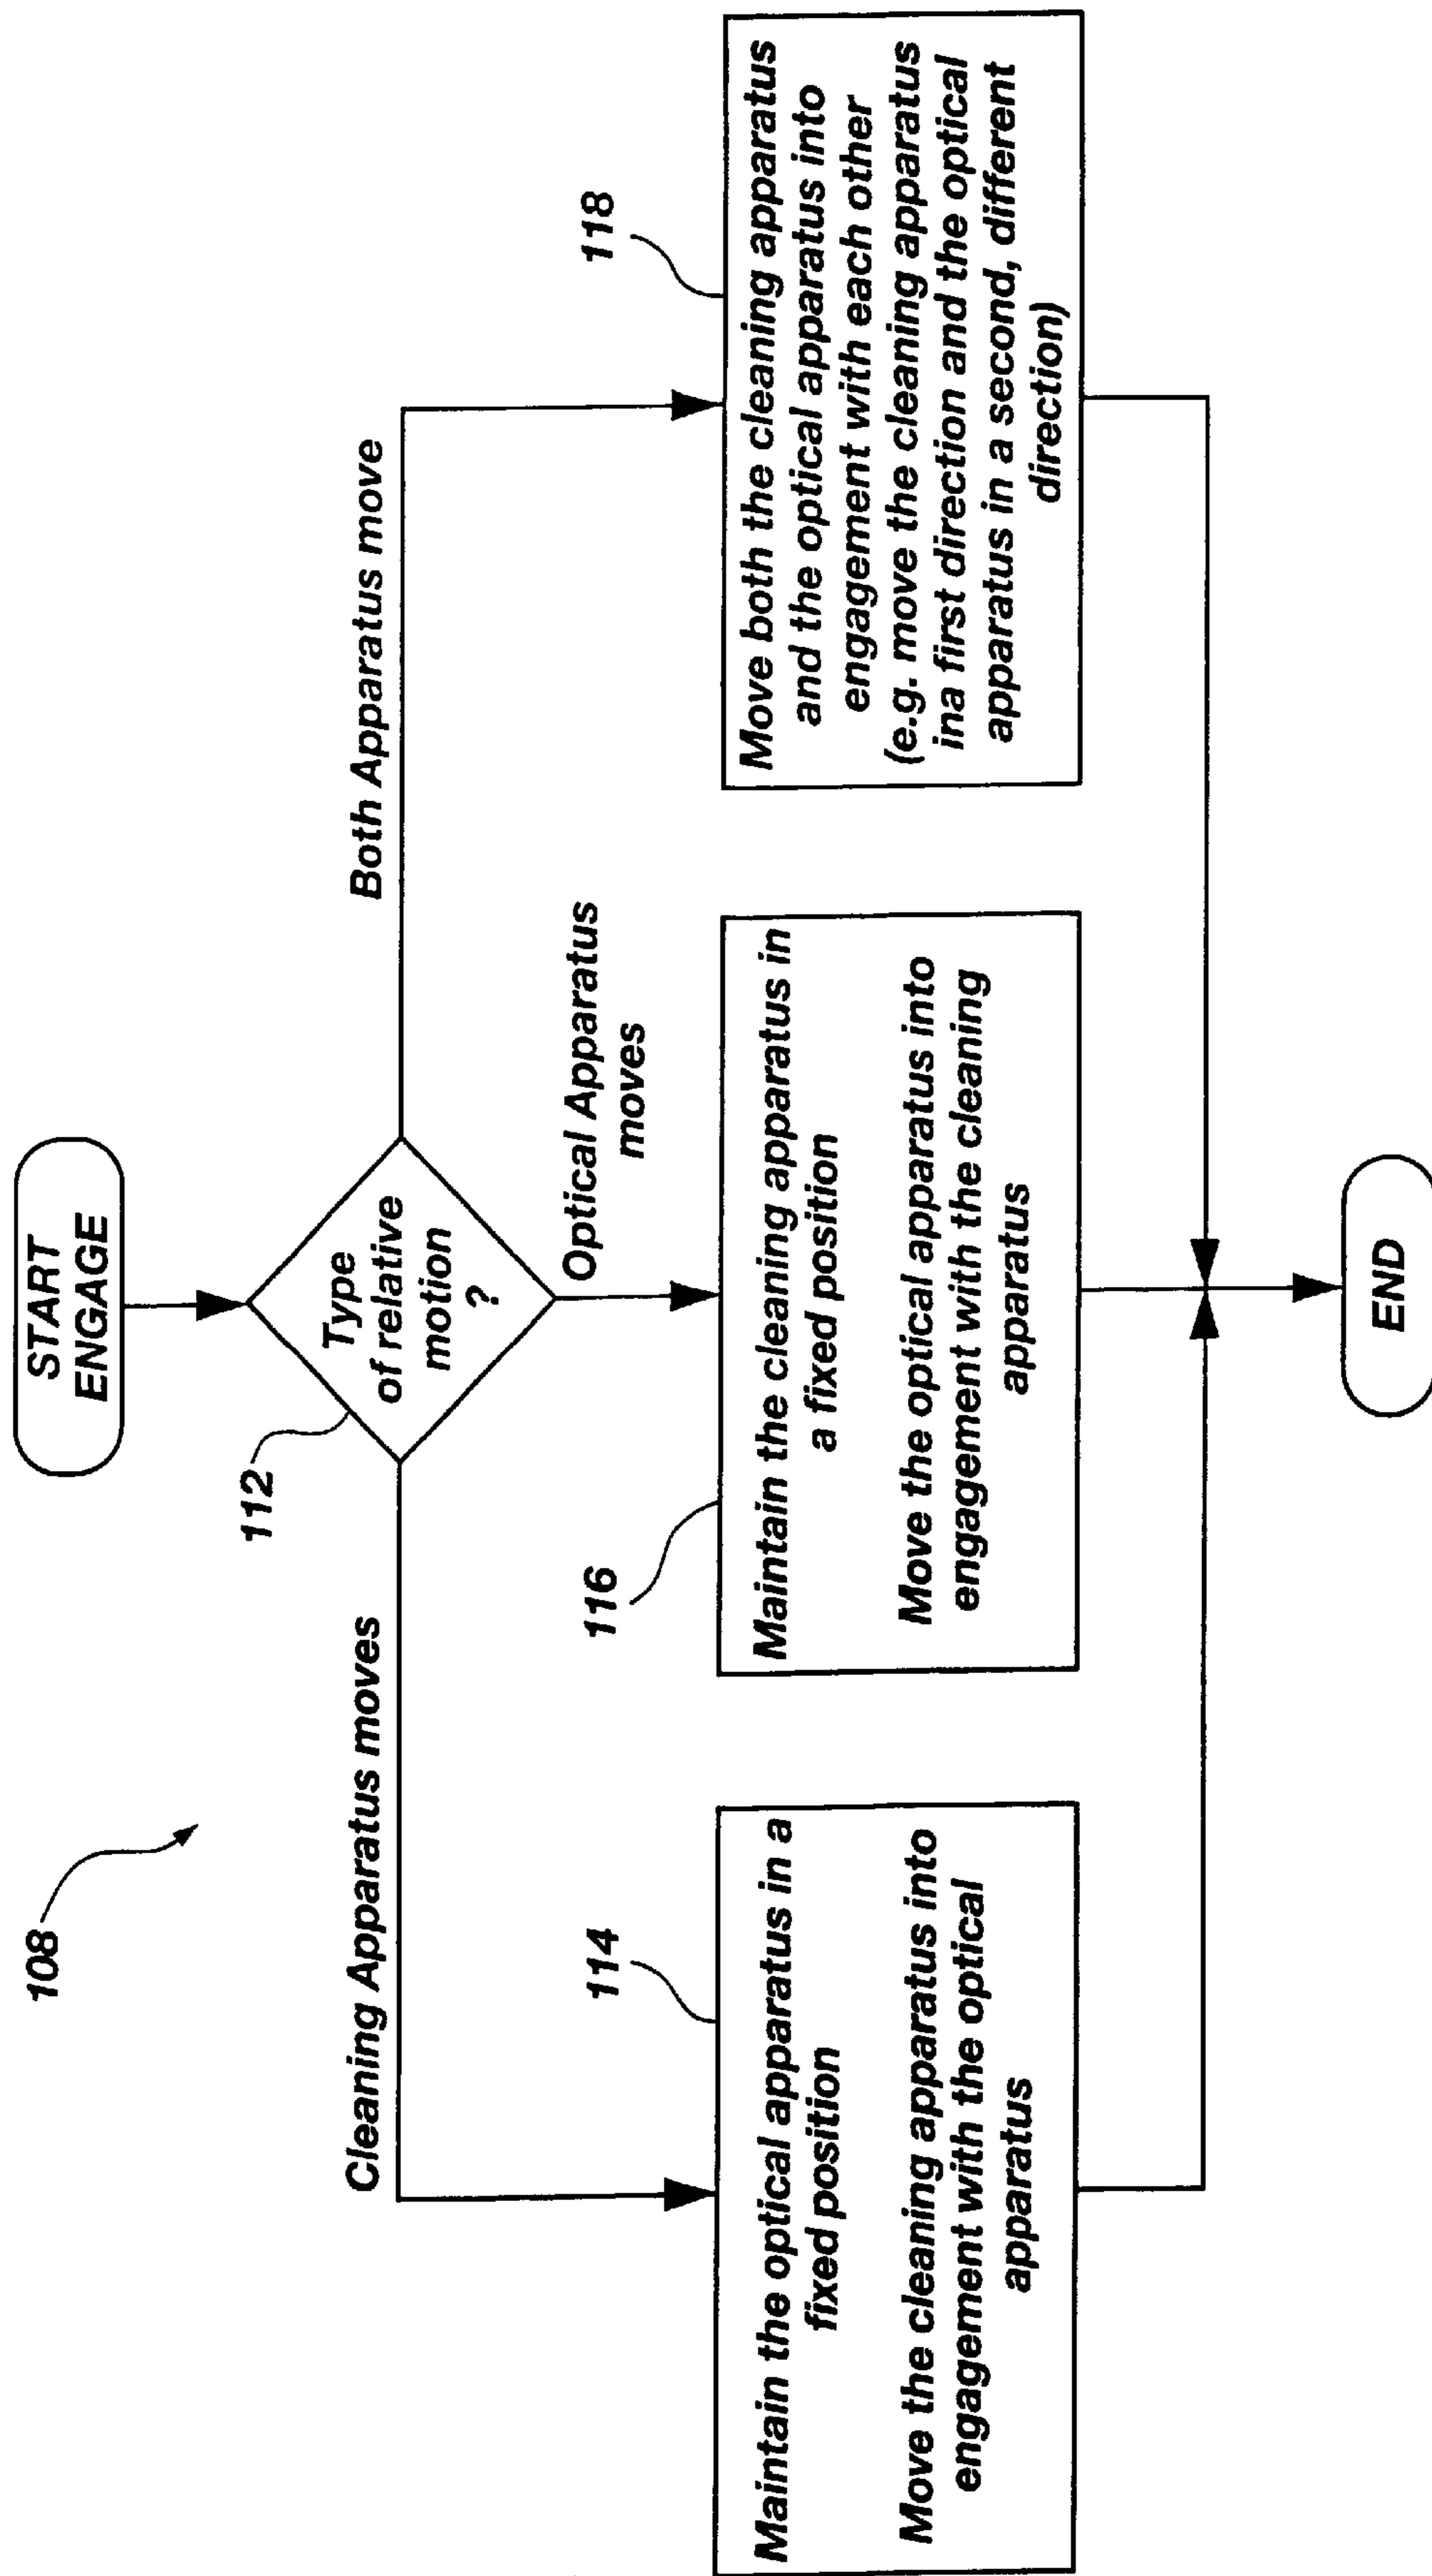 108
START
ENGAGE
112
Type
of relative
motion
?
Cleaning Apparatus moves
Optical Apparatus
moves
Both Apparatus move
114
Maintain the optical apparatus in a
fixed position
Move the cleaning apparatus into
engagement with the optical
apparatus
116
Maintain the cleaning apparatus in
a fixed position
Move the optical apparatus into
engagement with the cleaning
apparatus
118
Move both the cleaning apparatus
and the optical apparatus into
engagement with each other
(e.g. move the cleaning apparatus
ina first direction and the optical
apparatus in a second, different
direction)
END